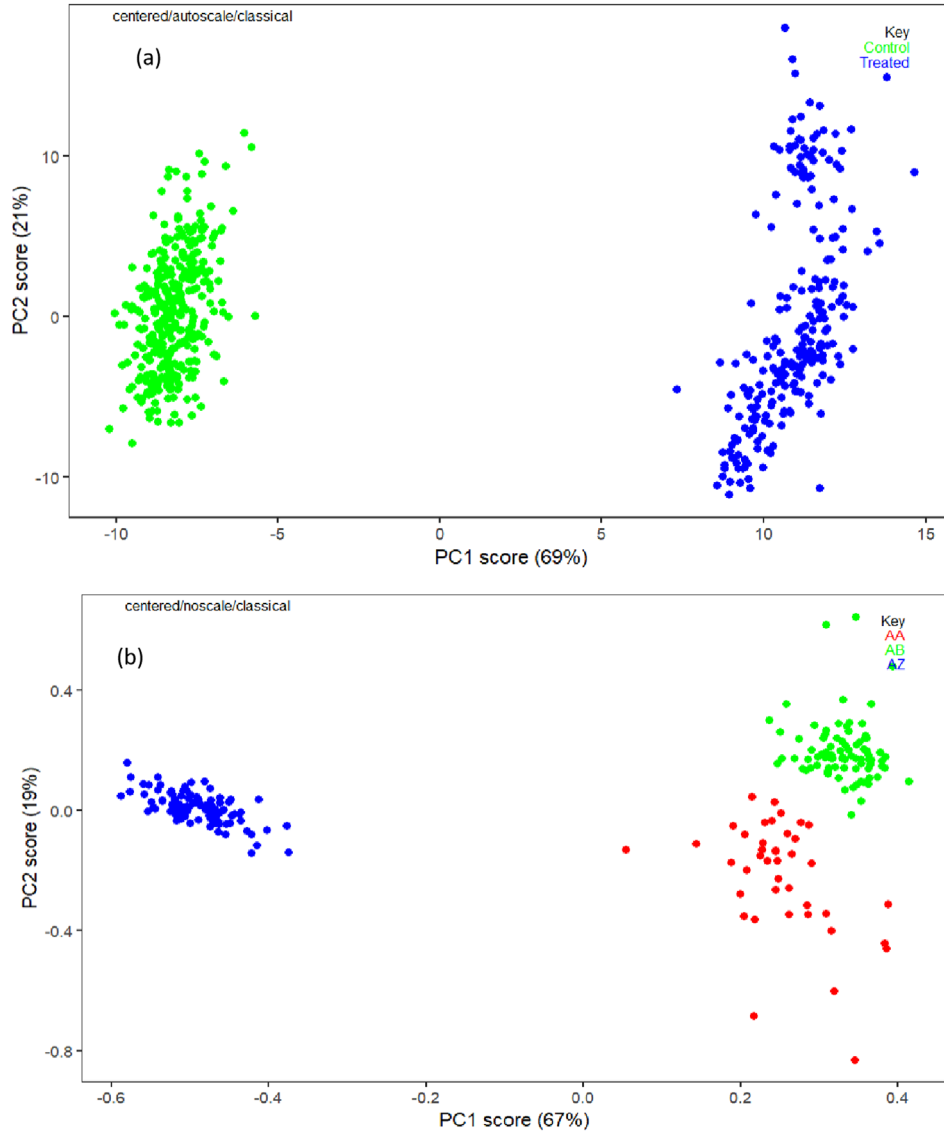 centered/autoscale/classical
(a)
Key
Control
Treated
PC2 score (21%)
10
0
-10
-10
-5
0
5
10
15
PC1 score (69%)
centered/noscale/classical
(b)
Key
AA
AB
AZ
PC2 score (19%)
0.4
0.0
-0.4
-0.8
-0.6
-0.4
-0.2
0.0
0.2
0.4
PC1 score (67%)